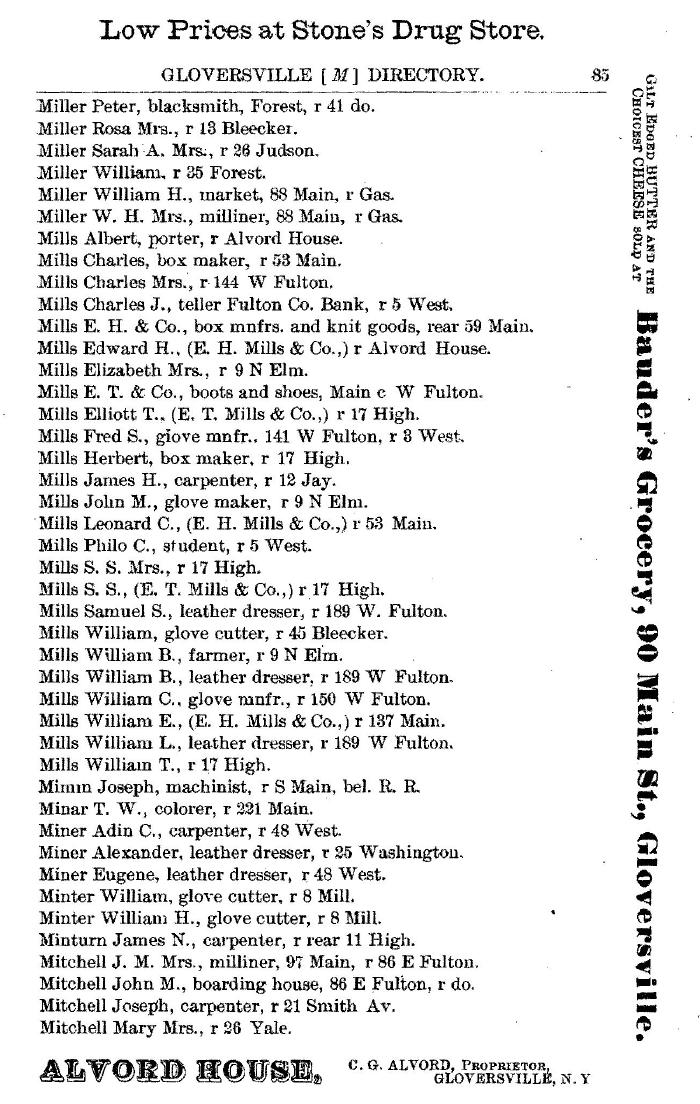 Low Prices at Stone's Drug Store.
GLOVERSVILLE [M] DIRECTORY. 85
Miller Peter, blacksmith, Forest, r 41 do.
Miller Rosa Mrs., r 13 Bleecker.
Miller Sarah A. Mrs., r 26 Judson.
Miller William, r 35 Forest.
Miller William H., market, 88 Main, r Gas.
Miller W. H. Mrs., milliner, 88 Main, r Gas.
Mills Albert, porter, r Alvord House.
Mills Charles, box maker, r 53 Main.
Mills Charles Mrs., r 144 W Fulton.
Mills Charles J., teller Fulton Co. Bank, r 5 West.
Mills E. H. & Co., box mnfrs. and knit goods, rear 59 Main.
Mills Edward H., (E. H. Mills & Co.,) r Alvord House.
Mills Elizabeth Mrs., r 9 N Elm.
Mills E. T. & Co., boots and shoes, Main c W Fulton.
Mills Elliott T., (E. T. Mills & Co.,) r 17 High.
Mills Fred S., glove mnfr., 141 W Fulton, r 3 West.
Mills Herbert, box maker, r 17 High.
Mills James H., carpenter, r 12 Jay.
Mills John M., glove maker, r 9 N Elm.
Mills Leonard C., (E. H. Mills & Co.,) r 53 Main.
Mills Philo C., student, r 5 West.
Mills S. S. Mrs., r 17 High.
Mills S. S., (E. T. Mills & Co.,) r 17 High.
Mills Samuel S., leather dresser, r 189 W. Fulton.
Mills William, glove cutter, r 45 Bleecker.
Mills William B., farmer, r 9 N Elm.
Mills William B., leather dresser, r 189 W Fulton.
Mills William C., glove mnfr., r 150 W Fulton.
Mills William E., (E. H. Mills & Co.,) r 137 Main.
Mills William L., leather dresser, r 189 W Fulton.
Mills William T., r 17 High.
Mimm Joseph, machinist, r S Main, bel. R. R.
Minar T. W., colorer, r 221 Main.
Miner Adin C., carpenter, r 48 West.
Miner Alexander, leather dresser, r 25 Washington.
Miner Eugene, leather dresser, r 48 West.
Minter William, glove cutter, r 8 Mill.
Minter William H., glove cutter, r 8 Mill.
Minturn James N., carpenter, r rear 11 High.
Mitchell J. M. Mrs., milliner, 97 Main, r 86 E Fulton.
Mitchell John M., boarding house, 86 E Fulton, r do.
Mitchell Joseph, carpenter, r 21 Smith Av.
Mitchell Mary Mrs., r 26 Yale.
ALVORD HOUSE, C. G. ALVORD, PROPRIETOR,
GLOVERSVILLE, N. Y
GILT EDGED BUTTER AND THE
CHOICEST CHEESE SOLD AT
Bauder's Grocery, 90 Main St., Gloversville.